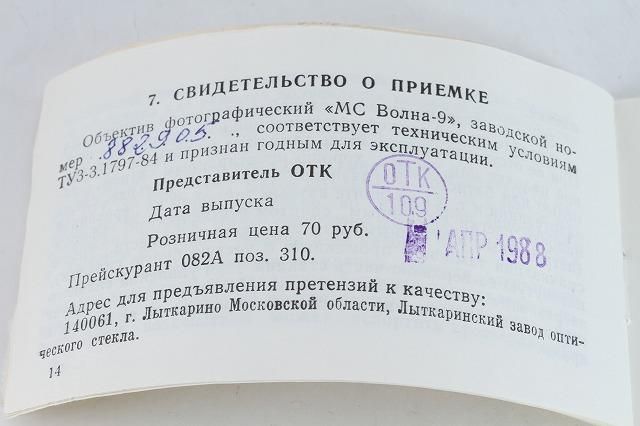 7. СВИДЕТЕЛЬСТВО О ПРИЕМКЕ
Объектив фотографический «МС Волна-9», заводской но-
мер 882905., соответствует техническим условиям
ТУЗ-3.1797-84 и признан годным для эксплуатации.
Представитель ОТК
ОТК
109
Дата выпуска
АПР 1988
Розничная цена 70 руб.
Прейскурант 082А поз. 310.
Адрес для предъявления претензий к качеству:
140061, г. Лыткарино Московской области, Лыткаринский завод опти-
ческого стекла.
14